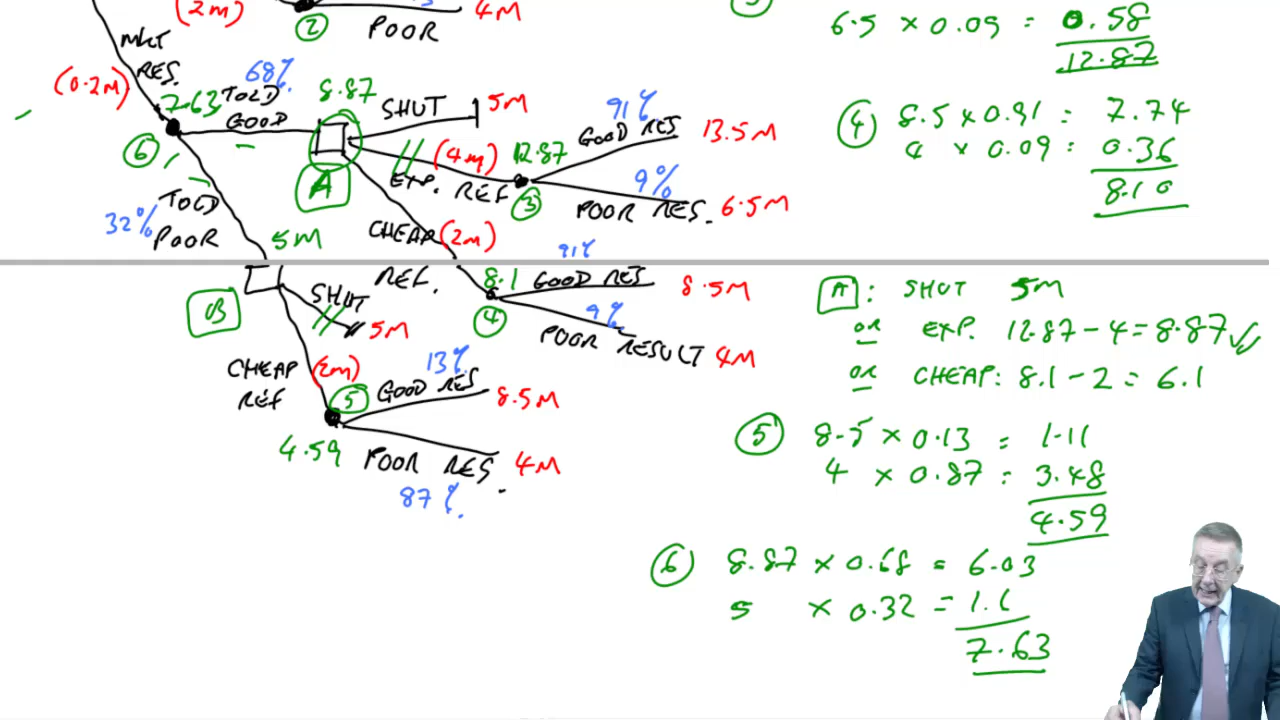 (2M)
4M
②
POOR
MKT
RES.
(0.2M)
7.63
68%
TOLD
GOOD
⑥
8.87
SHUT
5M
A
EXP. REF
(4m)
12.87
③
91%
GOOD RES
13.5M
9%
POOR RES.
6.5M
TOLD
32%
POOR
5M
CHEAP
(2m)
REF.
8.1
④
91%
GOOD RES
8.5M
9%
POOR RESULT
4M
B
SHUT
5M
CHEAP
REF
(2m)
13%
⑤
GOOD RES
8.5M
4.59
POOR RES.
4M
87%.
6.5 × 0.09 = 0.58
12.87
④ 8.5 × 0.91 = 7.74
4 × 0.09 = 0.36
8.10
A: SHUT 5M
OR EXP. 12.87 - 4 = 8.87
OR CHEAP: 8.1 - 2 = 6.1
⑤ 8.5 × 0.13 = 1.11
4 × 0.87 = 3.48
4.59
⑥ 8.87 × 0.68 = 6.03
5 × 0.32 = 1.6
7.63